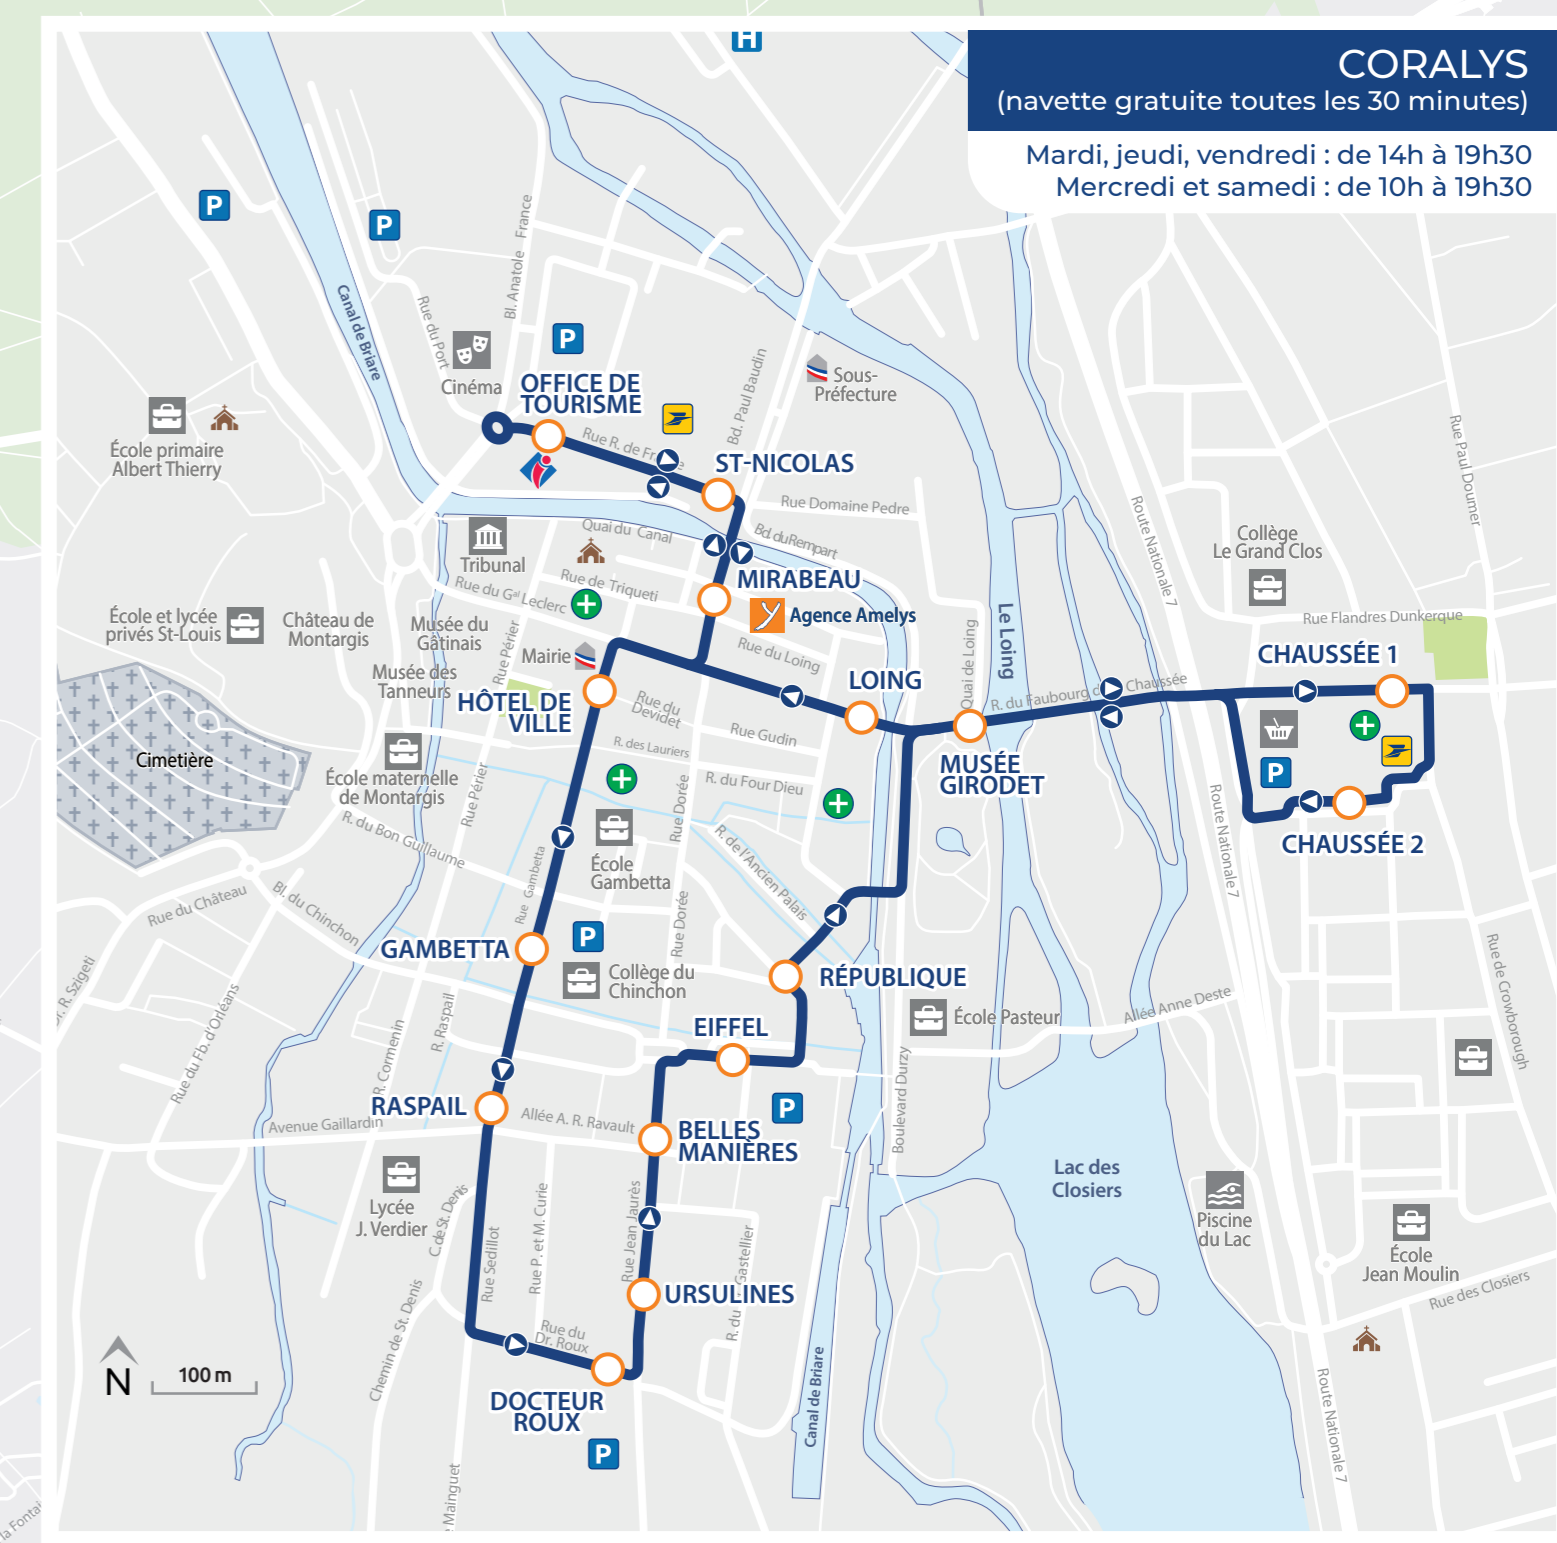 H
CORALYS
(navette gratuite toutes les 30 minutes)
Mardi, jeudi, vendredi : de 14h à 19h30
Mercredi et samedi : de 10h à 19h30
P
P
Canal de Briare
Rue du Port
Bl. Anatole France
P
Cinéma
OFFICE DE
TOURISME
Bd. Paul Baudin
Sous-
Préfecture
École primaire
Albert Thierry
Rue R. de Fr
e
ST-NICOLAS
Rue Domaine Pedre
Rue Paul Doumer
Route Nationale 7
Quai du Canal
Bd. du Rempart
Collège
Le Grand Clos
Tribunal
Rue de Triqueti
Rue du Gal Leclerc
MIRABEAU
Agence Amelys
Rue Flandres Dunkerque
École et lycée
privés St-Louis
Château de
Montargis
Musée du
Gâtinais
Musée des
Tanneurs
Rue Périer
Mairie
Rue du Loing
Quai de Loing
Le Loing
CHAUSSÉE 1
LOING
R. du Faubourg d
Chaussée
HÔTEL DE
VILLE
Rue du
Devidet
Rue Gudin
R. des Lauriers
R. du Four Dieu
MUSÉE
GIRODET
P
Cimetière
École maternelle
de Montargis
Rue Périer
Rue Dorée
Route Nationale 7
CHAUSSÉE 2
R. du Bon Guillaume
École
Gambetta
Rue Gambetta
R. de l'Ancien Palais
Rue du Château
Bl. du Chinchon
Rue Dorée
GAMBETTA
P
Collège du
Chinchon
RÉPUBLIQUE
Dr. R. Szigeti
Rue du Fb. d'Orléans
R. Cormenin
R. Raspail
EIFFEL
École Pasteur
Allée Anne Deste
Rue de Crowborough
RASPAIL
Allée A. R. Ravault
P
Boulevard Durzy
Avenue Gaillardin
BELLES
MANIÈRES
Lycée
J. Verdier
C. de St. Denis
Rue Sedillot
Rue P. et M. Curie
Rue Jean Jaurès
Lac des
Closiers
Piscine
du Lac
École
Jean Moulin
Rue des Closiers
URSULINES
R. du
Gastellier
Chemin de St. Denis
Rue du
Dr. Roux
N
100 m
DOCTEUR
ROUX
P
Canal de Briare
Route Nationale 7
Mainguet
la Fontai